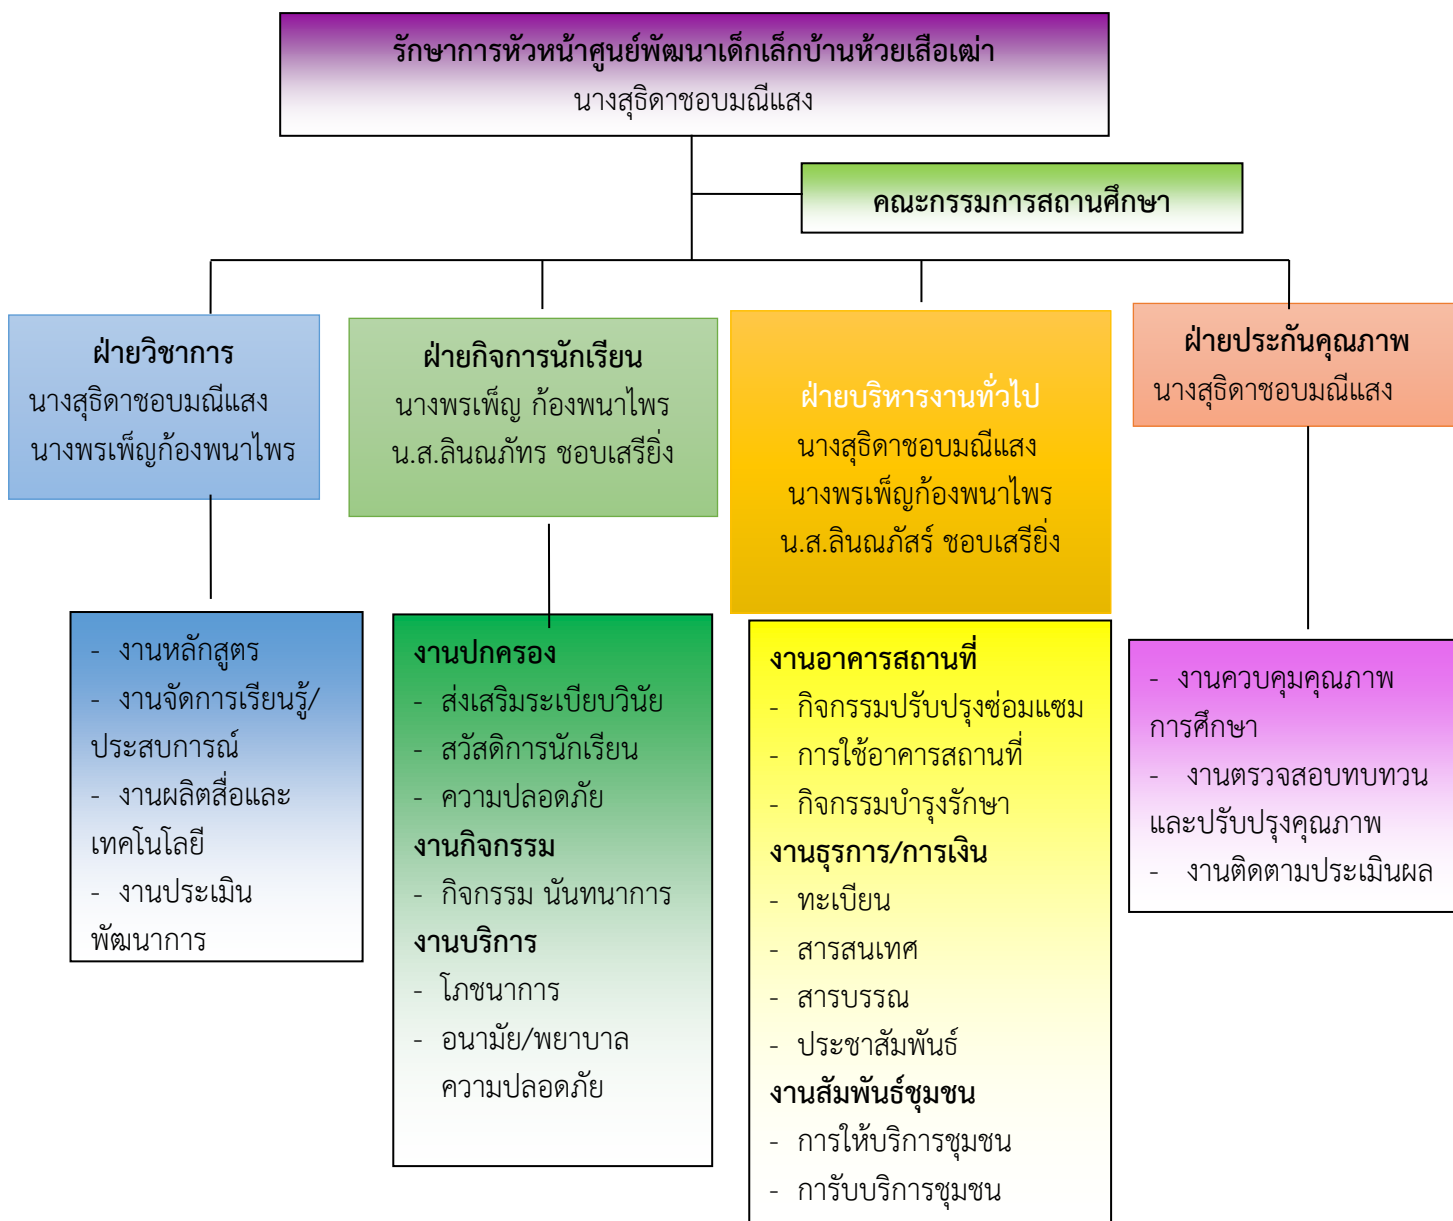 รักษาการหัวหน้าศูนย์พัฒนาเด็กเล็กบ้านห้วยเสือเฒ่า
นางสุธิดาชอบมณีแสง
คณะกรรมการสถานศึกษา
ฝ่ายวิชาการ
นางสุธิดาชอบมณีแสง
นางพรเพ็ญก้องพนาไพร
ฝ่ายกิจการนักเรียน
นางพรเพ็ญ ก้องพนาไพร
น.ส.ลินณภัทร ชอบเสรียิ่ง
ฝ่ายบริหารงานทั่วไป
นางสุธิดาชอบมณีแสง
นางพรเพ็ญก้องพนาไพร
น.ส.ลินณภัสร์ ชอบเสรียิ่ง
ฝ่ายประกันคุณภาพ
นางสุธิดาชอบมณีแสง
- งานหลักสูตร
- งานจัดการเรียนรู้/
ประสบการณ์
- งานผลิตสื่อและ
เทคโนโลยี
- งานประเมิน
พัฒนาการ
งานปกครอง
- ส่งเสริมระเบียบวินัย
- สวัสดิการนักเรียน
- ความปลอดภัย
งานกิจกรรม
- กิจกรรม นันทนาการ
งานบริการ
- โภชนาการ
- อนามัย/พยาบาล
ความปลอดภัย
งานอาคารสถานที่
- กิจกรรมปรับปรุงซ่อมแซม
- การใช้อาคารสถานที่
- กิจกรรมบำรุงรักษา
งานธุรการ/การเงิน
- ทะเบียน
- สารสนเทศ
- สารบรรณ
- ประชาสัมพันธ์
งานสัมพันธ์ชุมชน
- การให้บริการชุมชน
- การับบริการชุมชน
- งานควบคุมคุณภาพ
การศึกษา
- งานตรวจสอบทบทวน
และปรับปรุงคุณภาพ
- งานติดตามประเมินผล